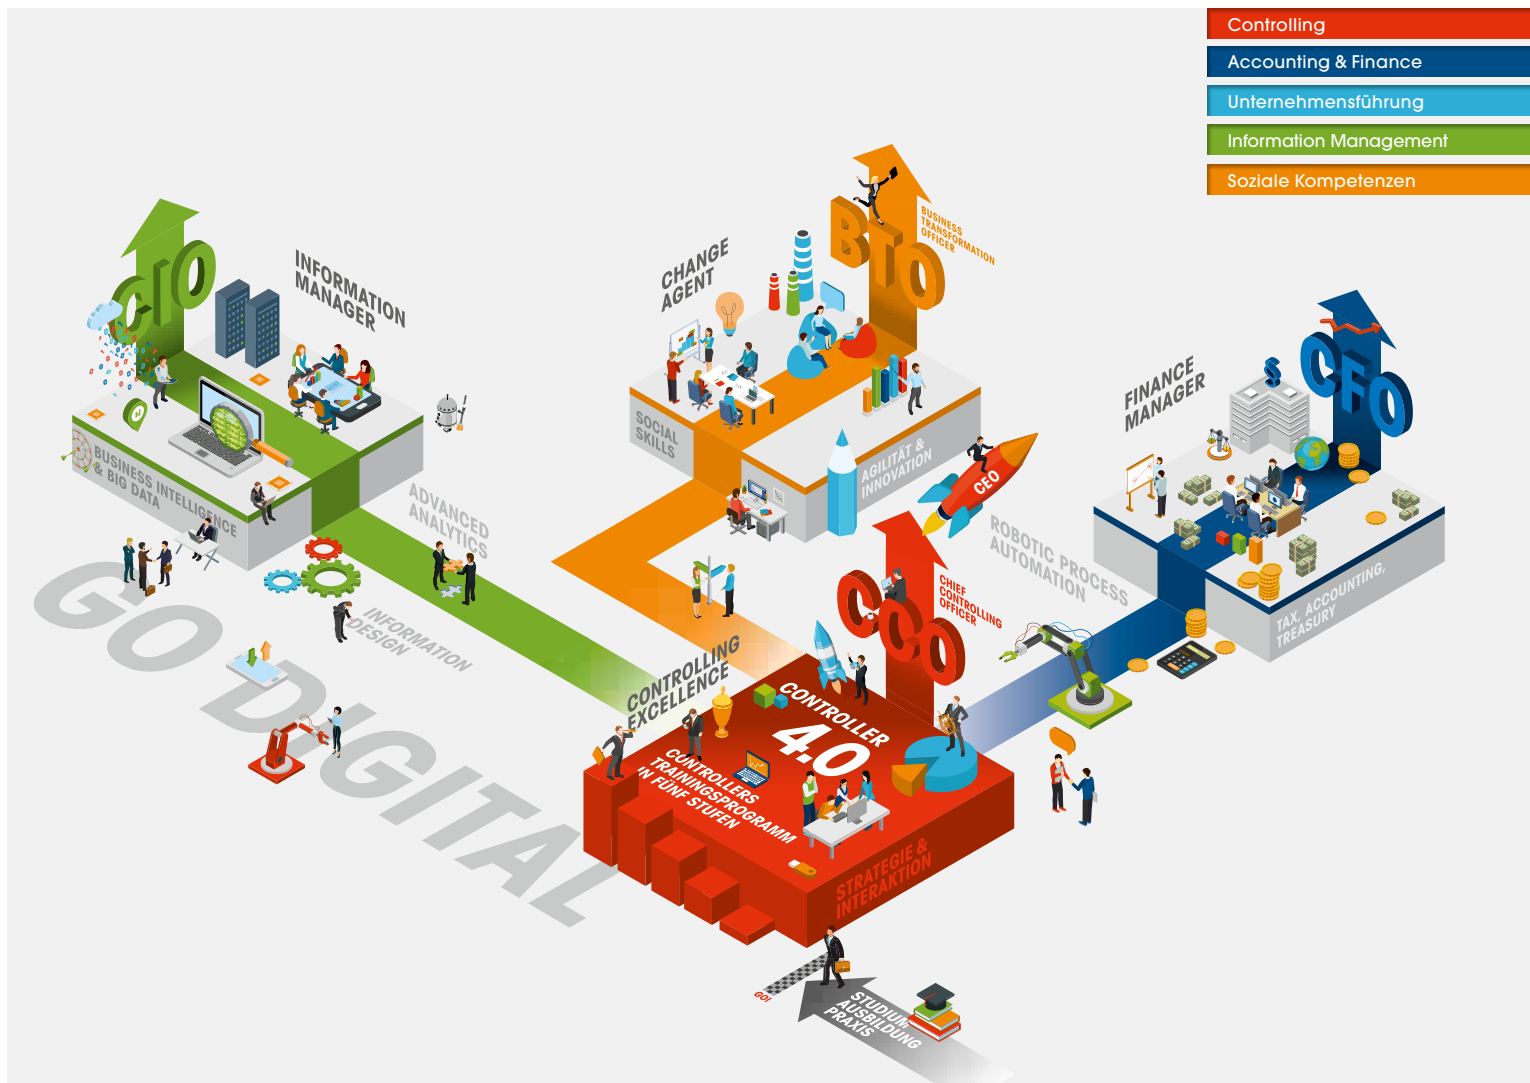 Controlling
Accounting & Finance
Unternehmensführung
Information Management
Soziale Kompetenzen
CIO
INFORMATION
MANAGER
BUSINESS INTELLIGENCE
& BIG DATA
ADVANCED
ANALYTICS
INFORMATION
DESIGN
GO DIGITAL
CHANGE
AGENT
BTO
BUSINESS
TRANSFORMATION
OFFICER
SOCIAL
SKILLS
AGILITÄT &
INNOVATION
CEO
ROBOTIC PROCESS
AUTOMATION
FINANCE
MANAGER
§
CFO
TAX, ACCOUNTING,
TREASURY
CCO
CHIEF
CONTROLLING
OFFICER
CONTROLLING
EXCELLENCE
CONTROLLER
4.0
CONTROLLERS
TRAININGSPROGRAMM
IN FÜNF STUFEN
STRATEGIE &
INTERAKTION
GO!
STUDIUM
AUSBILDUNG
PRAXIS